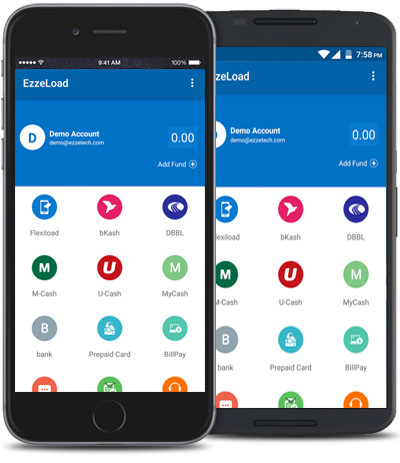 9:41 AM 100%
EzzeLoad
D
Demo Account
demo@ezzetech.com
0.00
Add Fund
Flexiload bKash DBBL
M U M
M-Cash U-Cash MyCash
B
bank Prepaid Card BillPay
7:58 PM
EzzeLoad
Demo Account
demo@ezzetech.com
0.00
Add Fund
Flexiload bKash DBBL
U M
M-Cash U-Cash MyCash
B
bank Prepaid Card BillPay